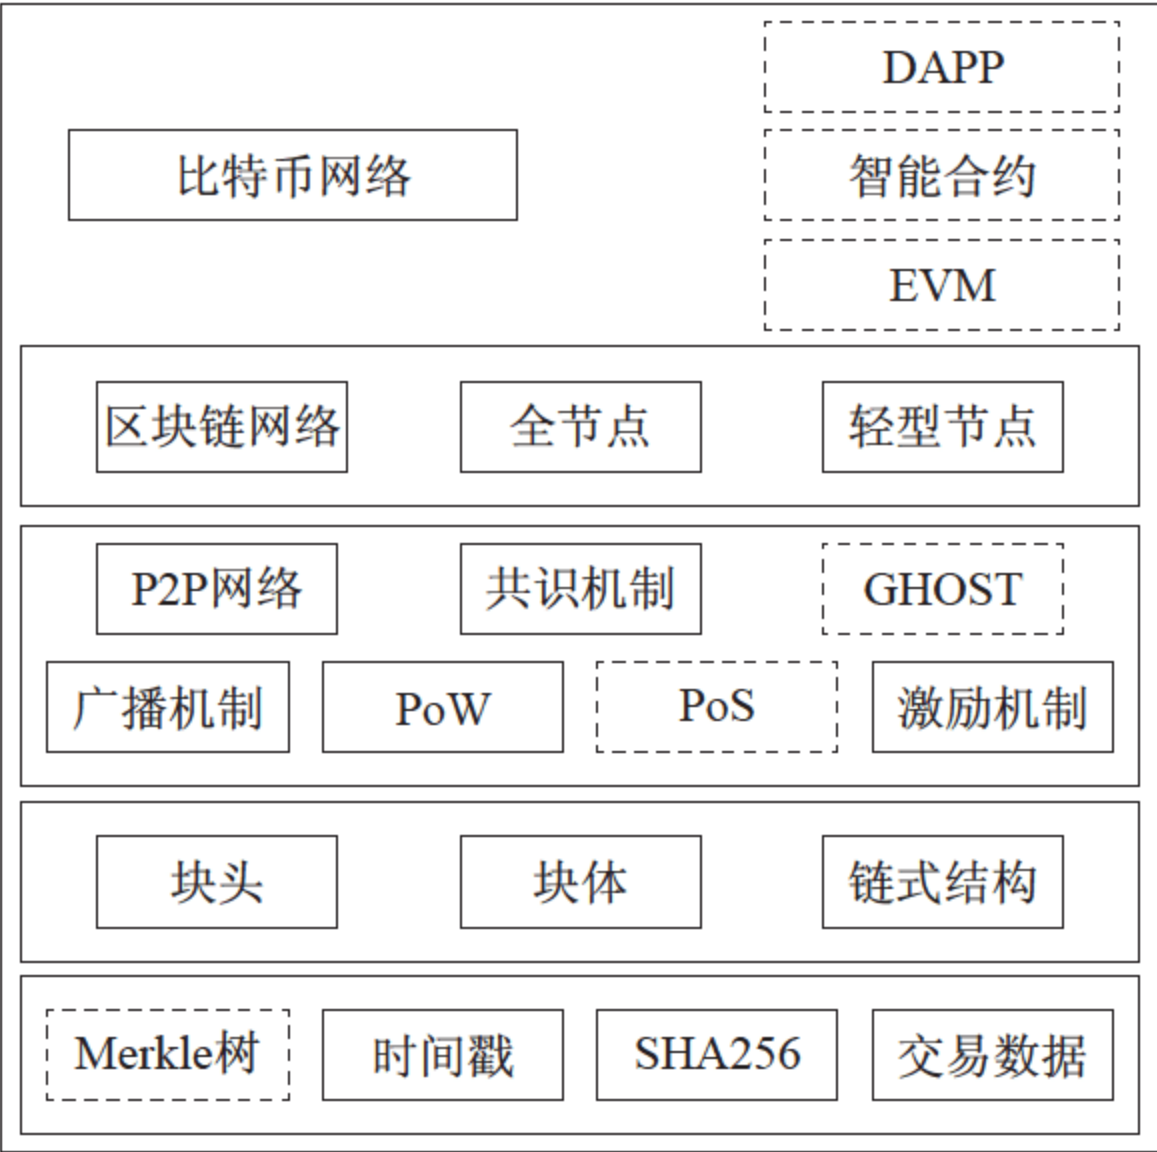 DAPP
比特币网络
智能合约
EVM
区块链网络
全节点
轻型节点
P2P网络
共识机制
GHOST
广播机制
PoW
PoS
激励机制
块头
块体
链式结构
Merkle树
时间戳
SHA256
交易数据